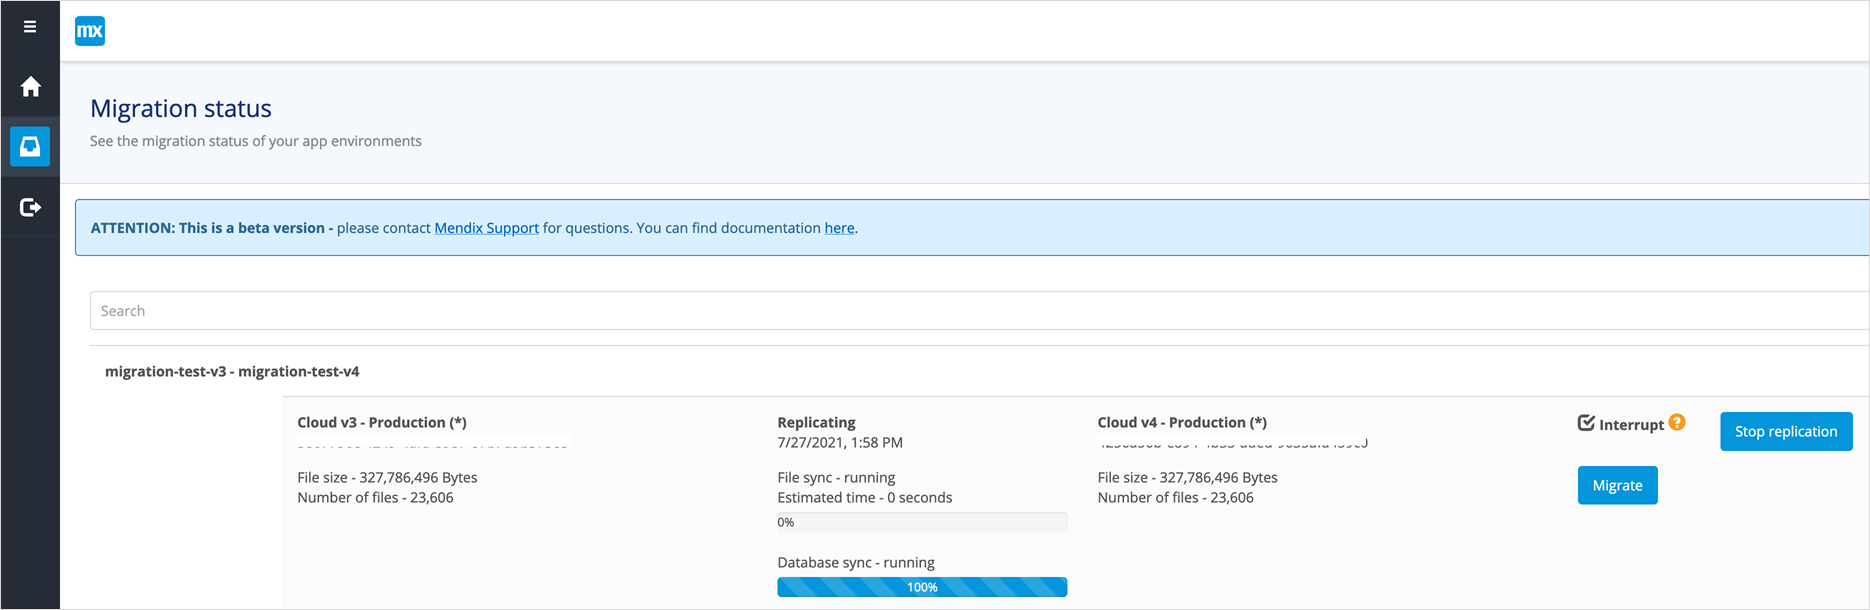 mx
Migration status
See the migration status of your app environments
ATTENTION: This is a beta version - please contact Mendix Support for questions. You can find documentation here.
Search
migration-test-v3 - migration-test-v4
Cloud v3 - Production (*)
File size - 327,786,496 Bytes
Number of files - 23,606
Replicating
7/27/2021, 1:58 PM
File sync - running
Estimated time - 0 seconds
0%
Database sync - running
100%
Cloud v4 - Production (*)
File size - 327,786,496 Bytes
Number of files - 23,606
Interrupt ?
Migrate
Stop replication